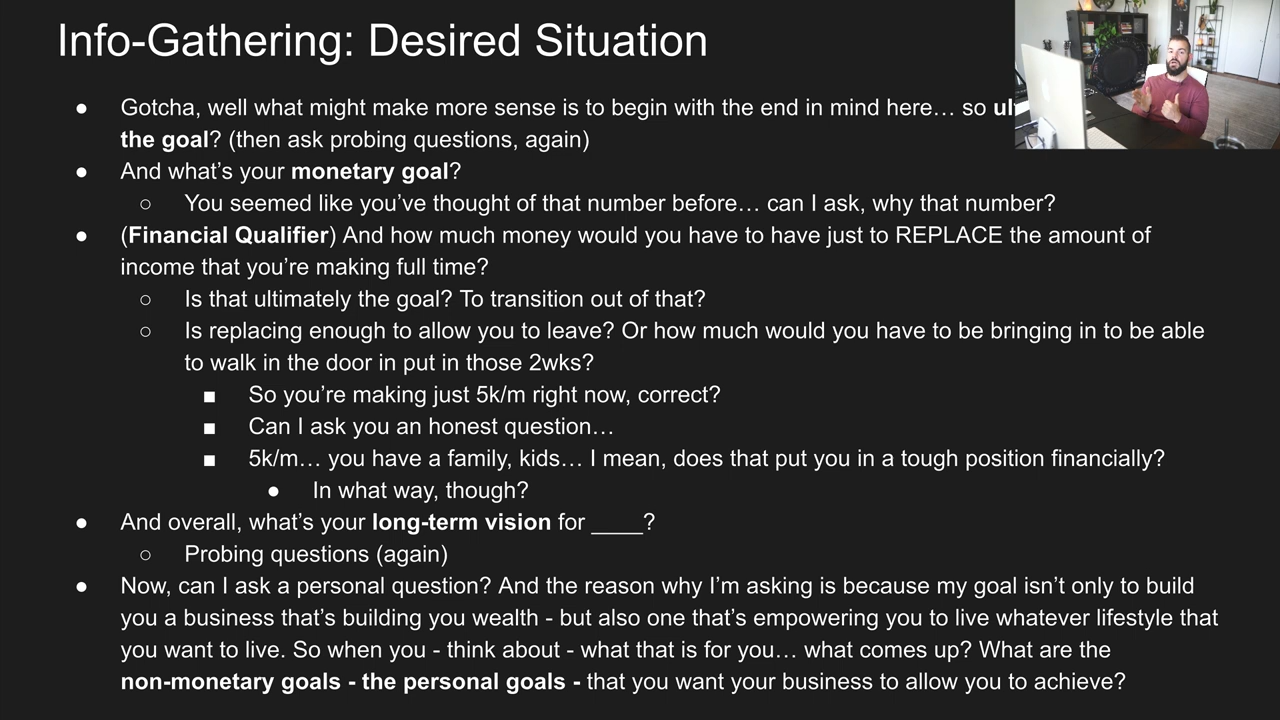 Info-Gathering: Desired Situation
● Gotcha, well what might make more sense is to begin with the end in mind here… so
the goal? (then ask probing questions, again)
● And what’s your monetary goal?
○ You seemed like you’ve thought of that number before… can I ask, why that number?
● (Financial Qualifier) And how much money would you have to have just to REPLACE the amount of
income that you’re making full time?
○ Is that ultimately the goal? To transition out of that?
○ Is replacing enough to allow you to leave? Or how much would you have to be bringing in to be able
to walk in the door in put in those 2wks?
■ So you’re making just 5k/m right now, correct?
■ Can I ask you an honest question…
■ 5k/m… you have a family, kids… I mean, does that put you in a tough position financially?
● In what way, though?
● And overall, what’s your long-term vision for ____?
○ Probing questions (again)
● Now, can I ask a personal question? And the reason why I’m asking is because my goal isn’t only to build
you a business that’s building you wealth - but also one that’s empowering you to live whatever lifestyle that
you want to live. So when you - think about - what that is for you… what comes up? What are the
non-monetary goals - the personal goals - that you want your business to allow you to achieve?